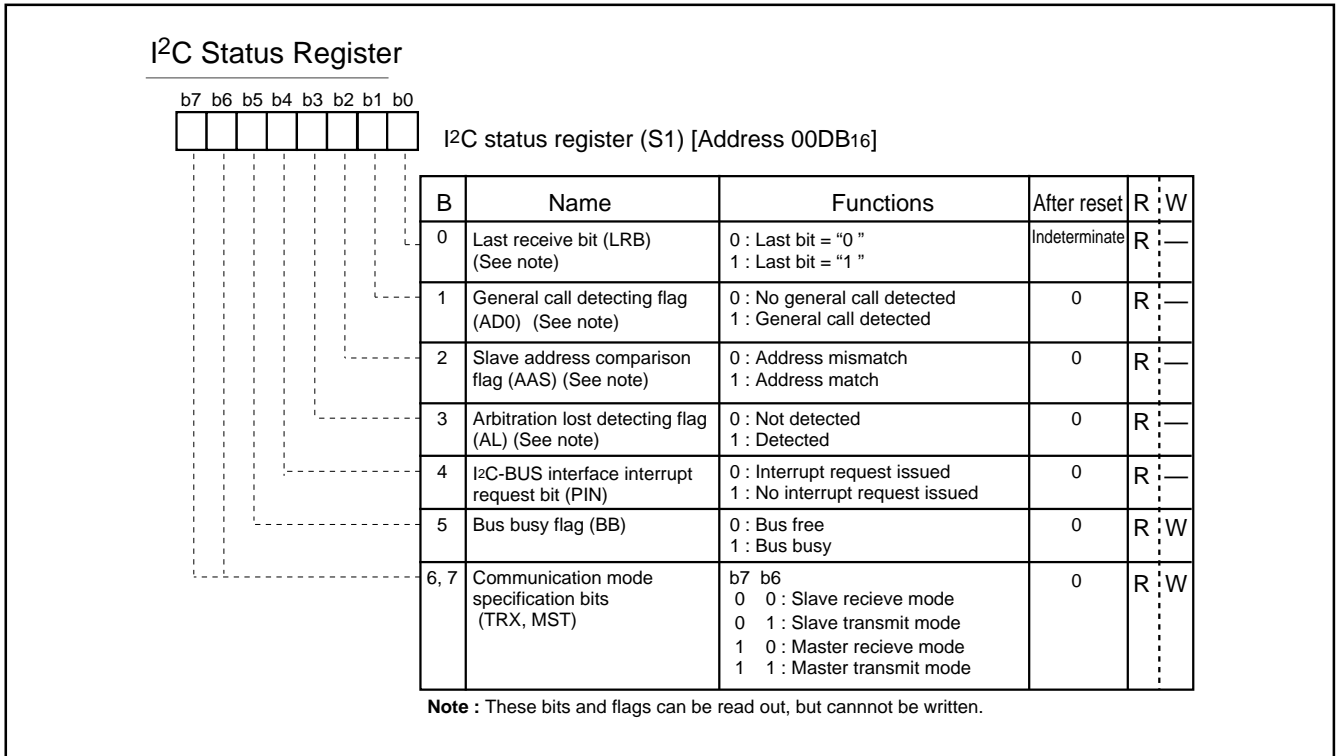 I2C Status Register
b7 b6 b5 b4 b3 b2 b1 b0
I2C status register (S1) [Address 00DB16]
B Name Functions After reset R W
0 Last receive bit (LRB) 0 : Last bit = “0 ” Indeterminate R —
(See note) 1 : Last bit = “1 ”
1 General call detecting flag 0 : No general call detected 0 R —
(AD0) (See note) 1 : General call detected
2 Slave address comparison 0 : Address mismatch 0 R —
flag (AAS) (See note) 1 : Address match
3 Arbitration lost detecting flag 0 : Not detected 0 R —
(AL) (See note) 1 : Detected
4 I2C-BUS interface interrupt 0 : Interrupt request issued 0 R —
request bit (PIN) 1 : No interrupt request issued
5 Bus busy flag (BB) 0 : Bus free 0 R W
1 : Bus busy
6, 7 Communication mode b7 b6 0 R W
specification bits 0 0 : Slave recieve mode
(TRX, MST) 0 1 : Slave transmit mode
1 0 : Master recieve mode
1 1 : Master transmit mode
Note : These bits and flags can be read out, but cannnot be written.